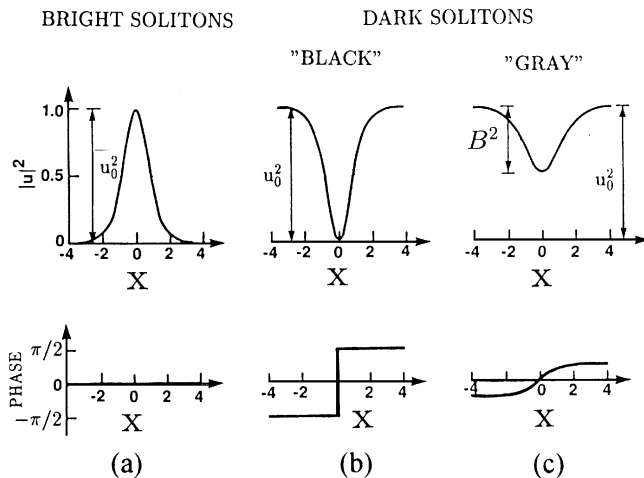 BRIGHT SOLITONS
DARK SOLITONS
"BLACK"
"GRAY"
|u|²
1.0
0.5
0
u₀²
-4 -2 0 2 4
X
u₀²
-2 0 2 4
X
B²
u₀²
-4 -2 0 2 4
X
PHASE
π/2
0
−π/2
-2 0 2 4
X
-4 -2 2 4
X
-4 -2 0 2 4
X
(a)
(b)
(c)